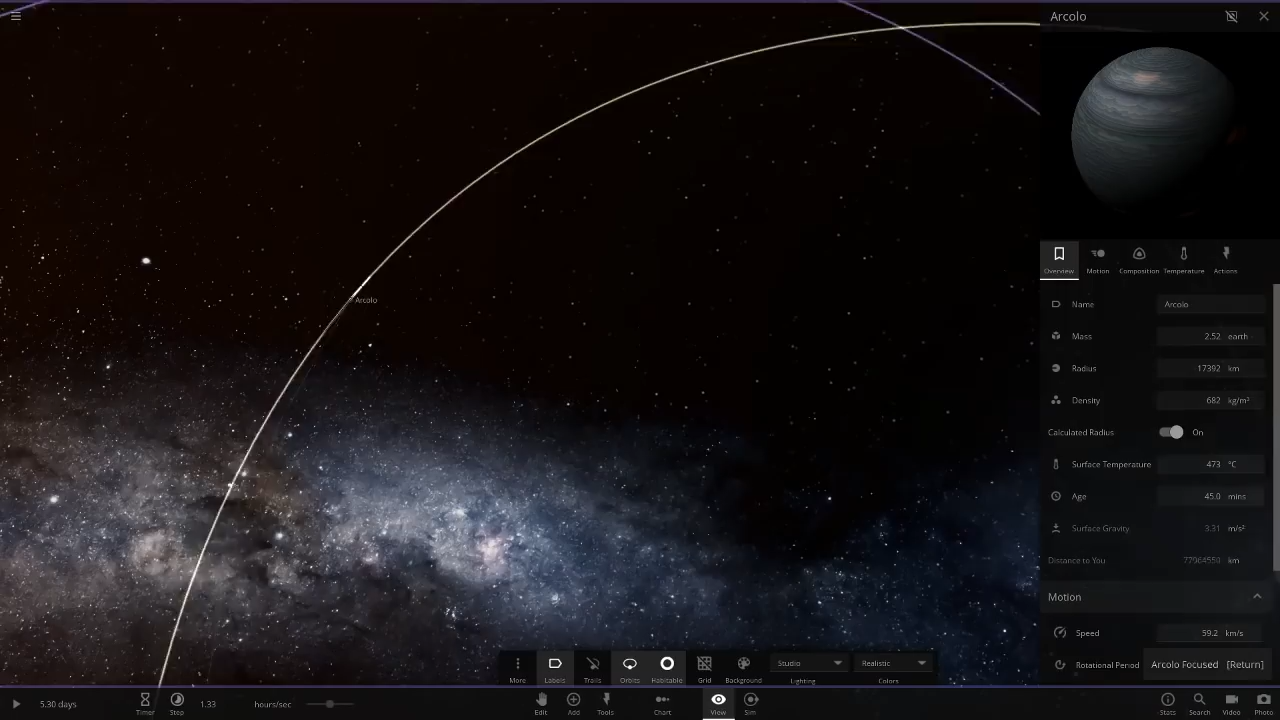 Arcolo
Arcolo
Overview
Motion
Composition
Temperature
Actions
Name
Arcolo
Mass
2.52 earth
Radius
17392 km
Density
682 kg/m³
Calculated Radius
On
Surface Temperature
473 °C
Age
45.0 mins
Surface Gravity
3.31 m/s²
Distance to You
77964550 km
Motion
Speed
59.2 km/s
Rotational Period
Arcolo Focused [Return]
More
Labels
Trails
Orbits
Habitable
Grid
Background
Studio
Lighting
Realistic
Colors
5.30 days
Timer
Step
1.33 hours/sec
Edit
Add
Tools
Chart
View
Sim
Stats
Search
Video
Photo